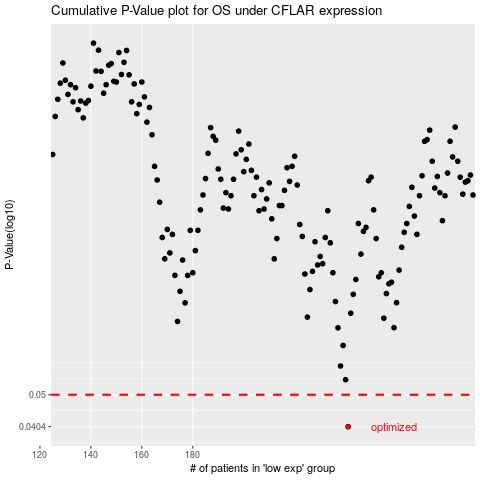 Cumulative P-Value plot for OS under CFLAR expression
P-Value(log10)
0.05
0.0404
optimized
120 140 160 180
# of patients in 'low exp' group